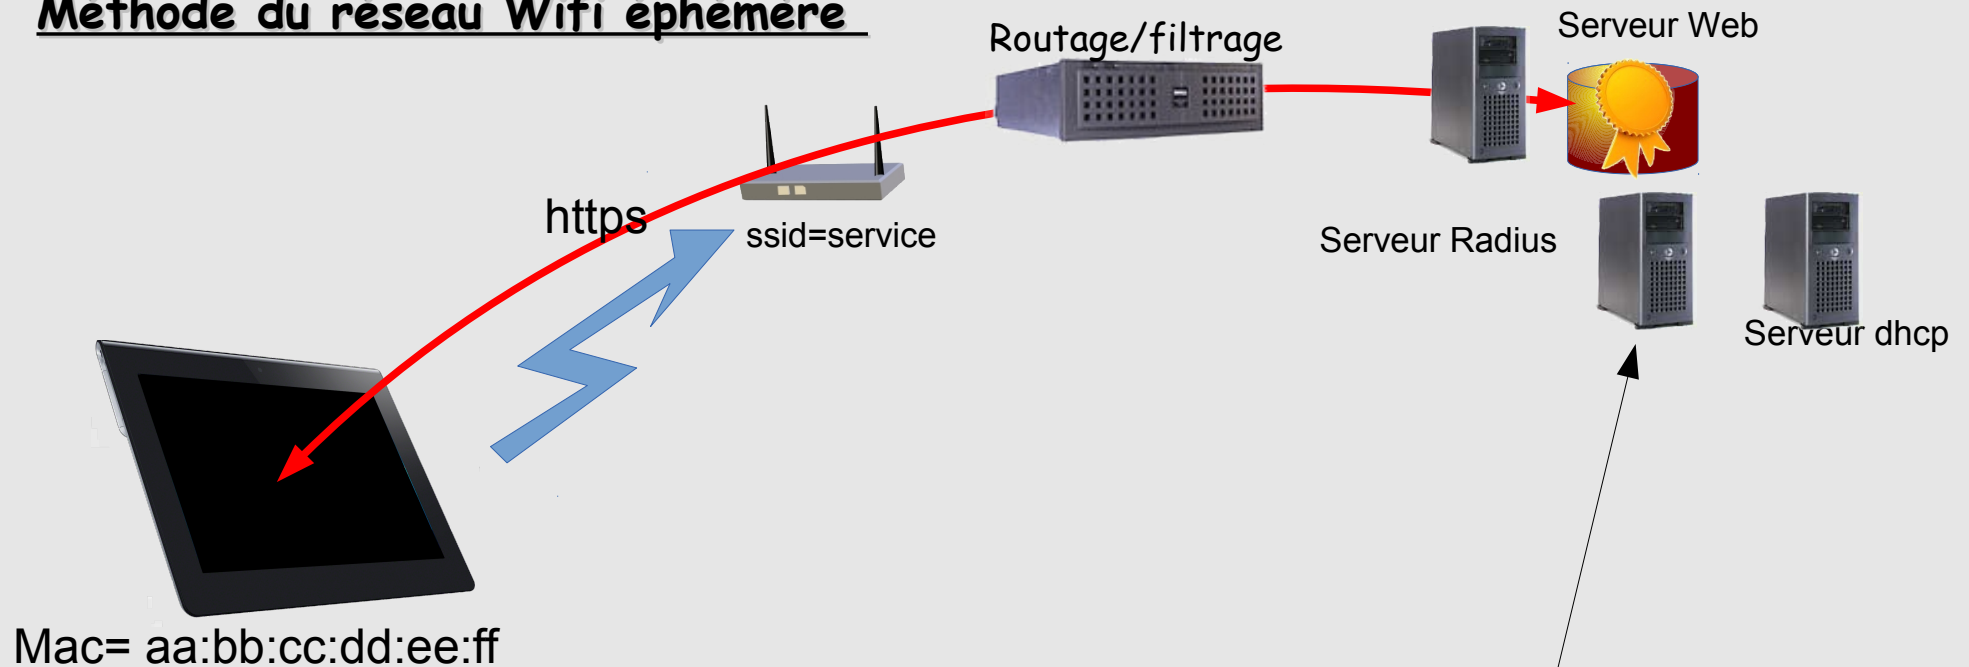 Méthode du réseau Wifi éphémère
Routage/filtrage
Serveur Web
https
ssid=service
Serveur Radius
Serveur dhcp
Mac= aa:bb:cc:dd:ee:ff